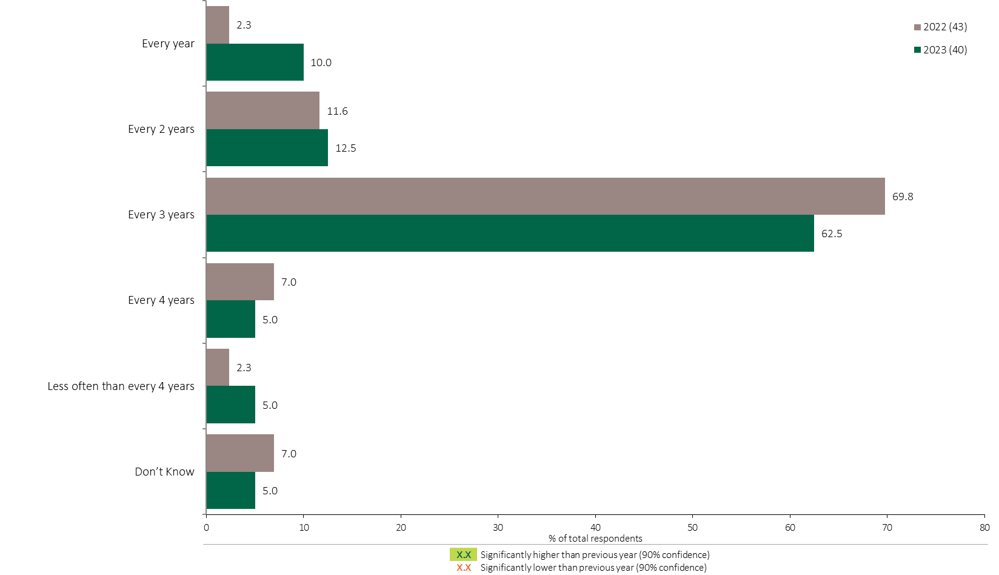 2022 (43)
2023 (40)
Every year
2.3
10.0
Every 2 years
11.6
12.5
Every 3 years
69.8
62.5
Every 4 years
7.0
5.0
Less often than every 4 years
2.3
5.0
Don’t Know
7.0
5.0
0 10 20 30 40 50 60 70 80
% of total respondents
X.X Significantly higher than previous year (90% confidence)
X.X Significantly lower than previous year (90% confidence)